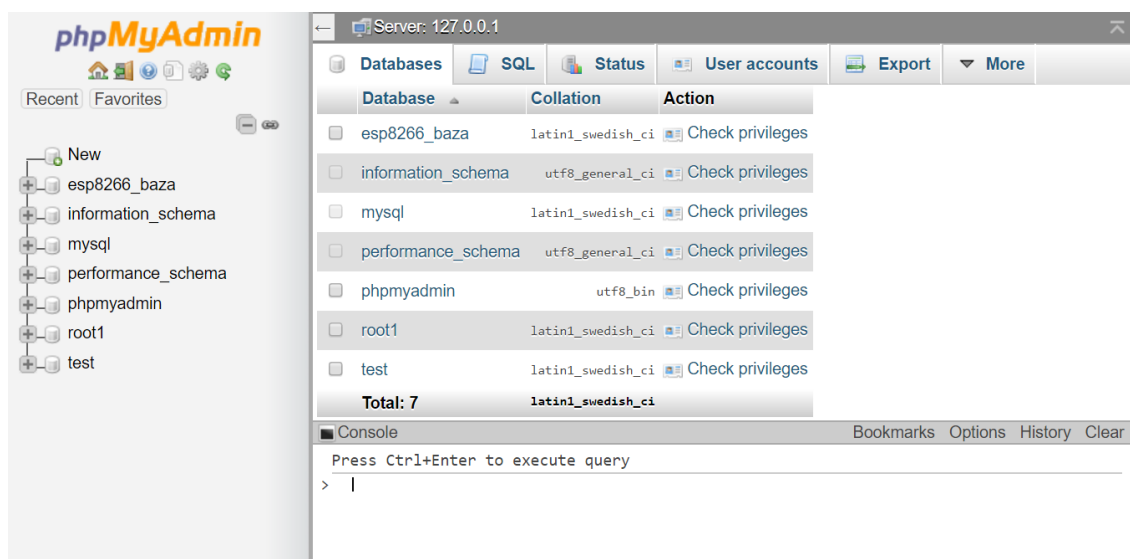 phpMyAdmin
Recent Favorites
New
esp8266_baza
information_schema
mysql
performance_schema
phpmyadmin
root1
test
Server: 127.0.0.1
Databases SQL Status User accounts Export More
Database Collation Action
esp8266_baza latin1_swedish_ci Check privileges
information_schema utf8_general_ci Check privileges
mysql latin1_swedish_ci Check privileges
performance_schema utf8_general_ci Check privileges
phpmyadmin utf8_bin Check privileges
root1 latin1_swedish_ci Check privileges
test latin1_swedish_ci Check privileges
Total: 7 latin1_swedish_ci
Console Bookmarks Options History Clear
Press Ctrl+Enter to execute query
>